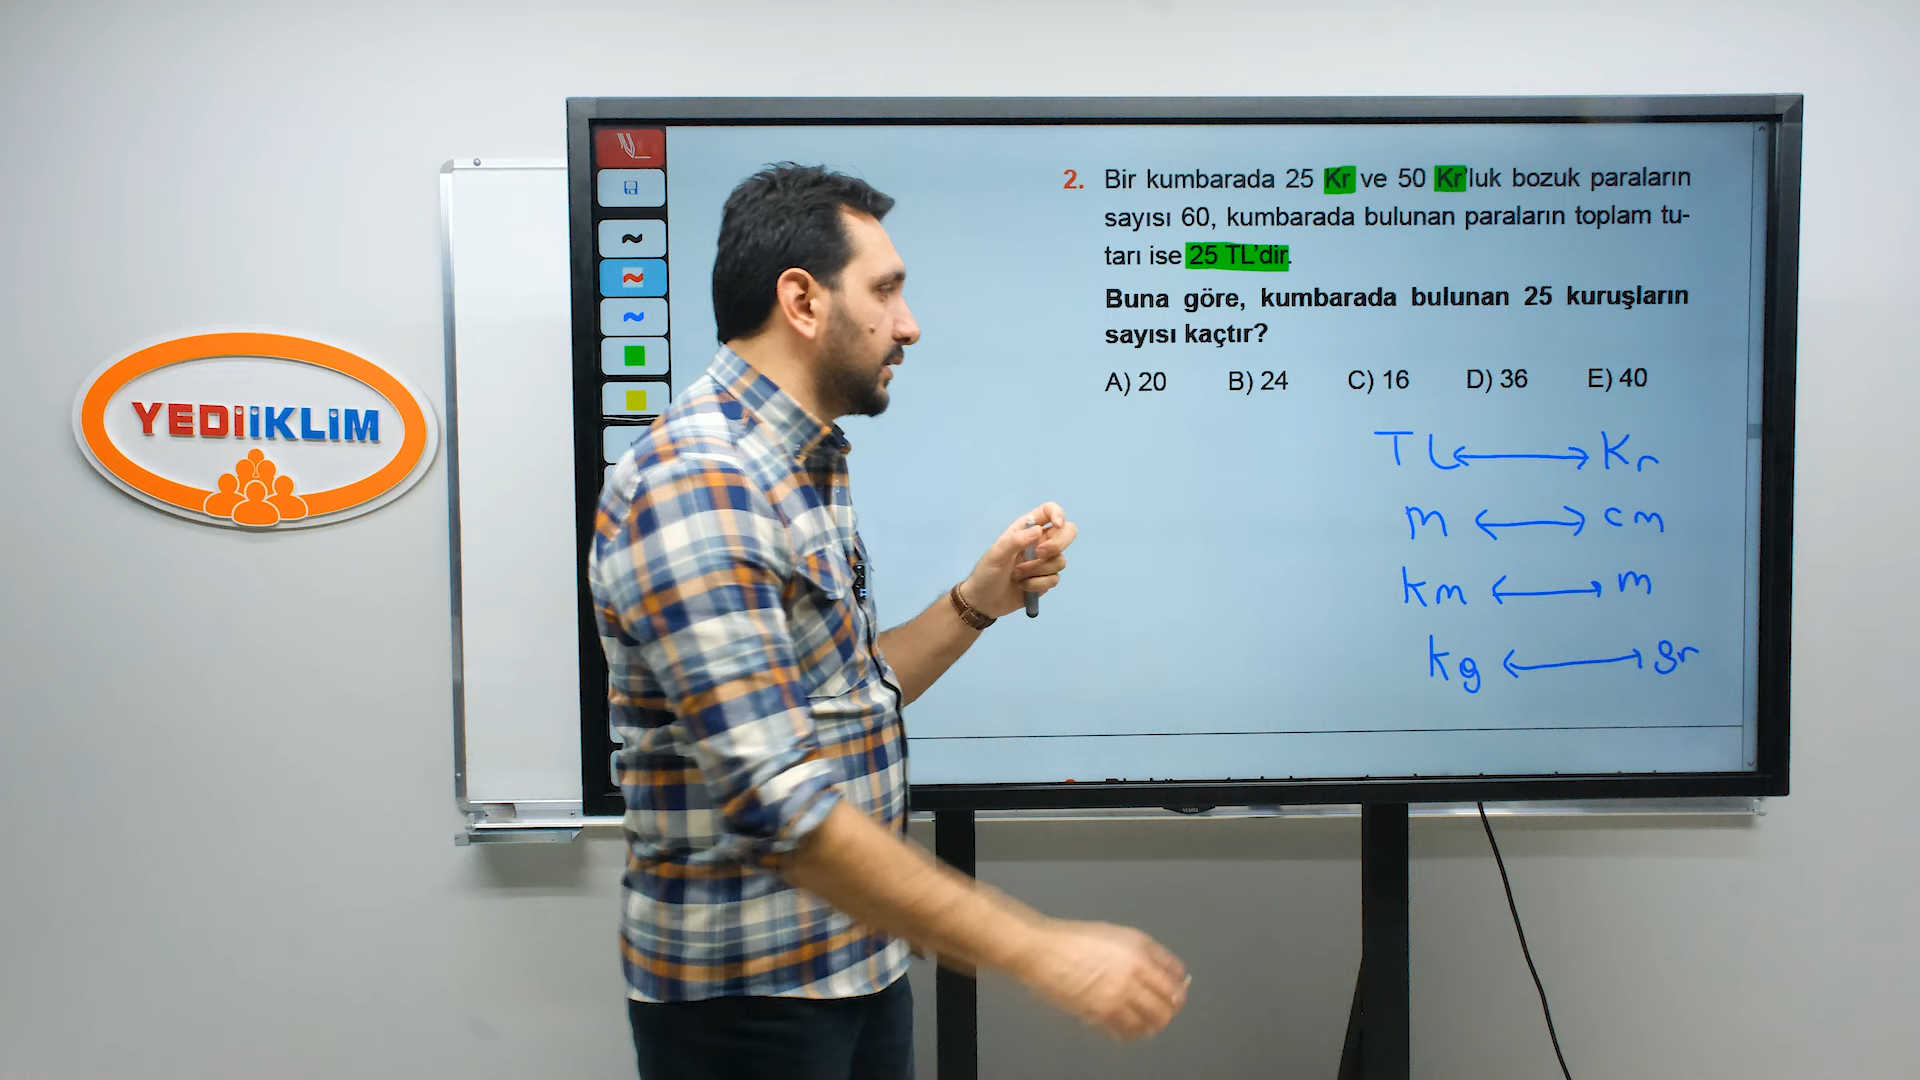 YEDİİKLİM
2. Bir kumbarada 25 Kr ve 50 Kr'luk bozuk paraların
sayısı 60, kumbarada bulunan paraların toplam tu-
tarı ise 25 TL'dir.
Buna göre, kumbarada bulunan 25 kuruşların
sayısı kaçtır?
A) 20 B) 24 C) 16 D) 36 E) 40
TL ↔ Kr
m ↔ cm
km ↔ m
kg ↔ gr